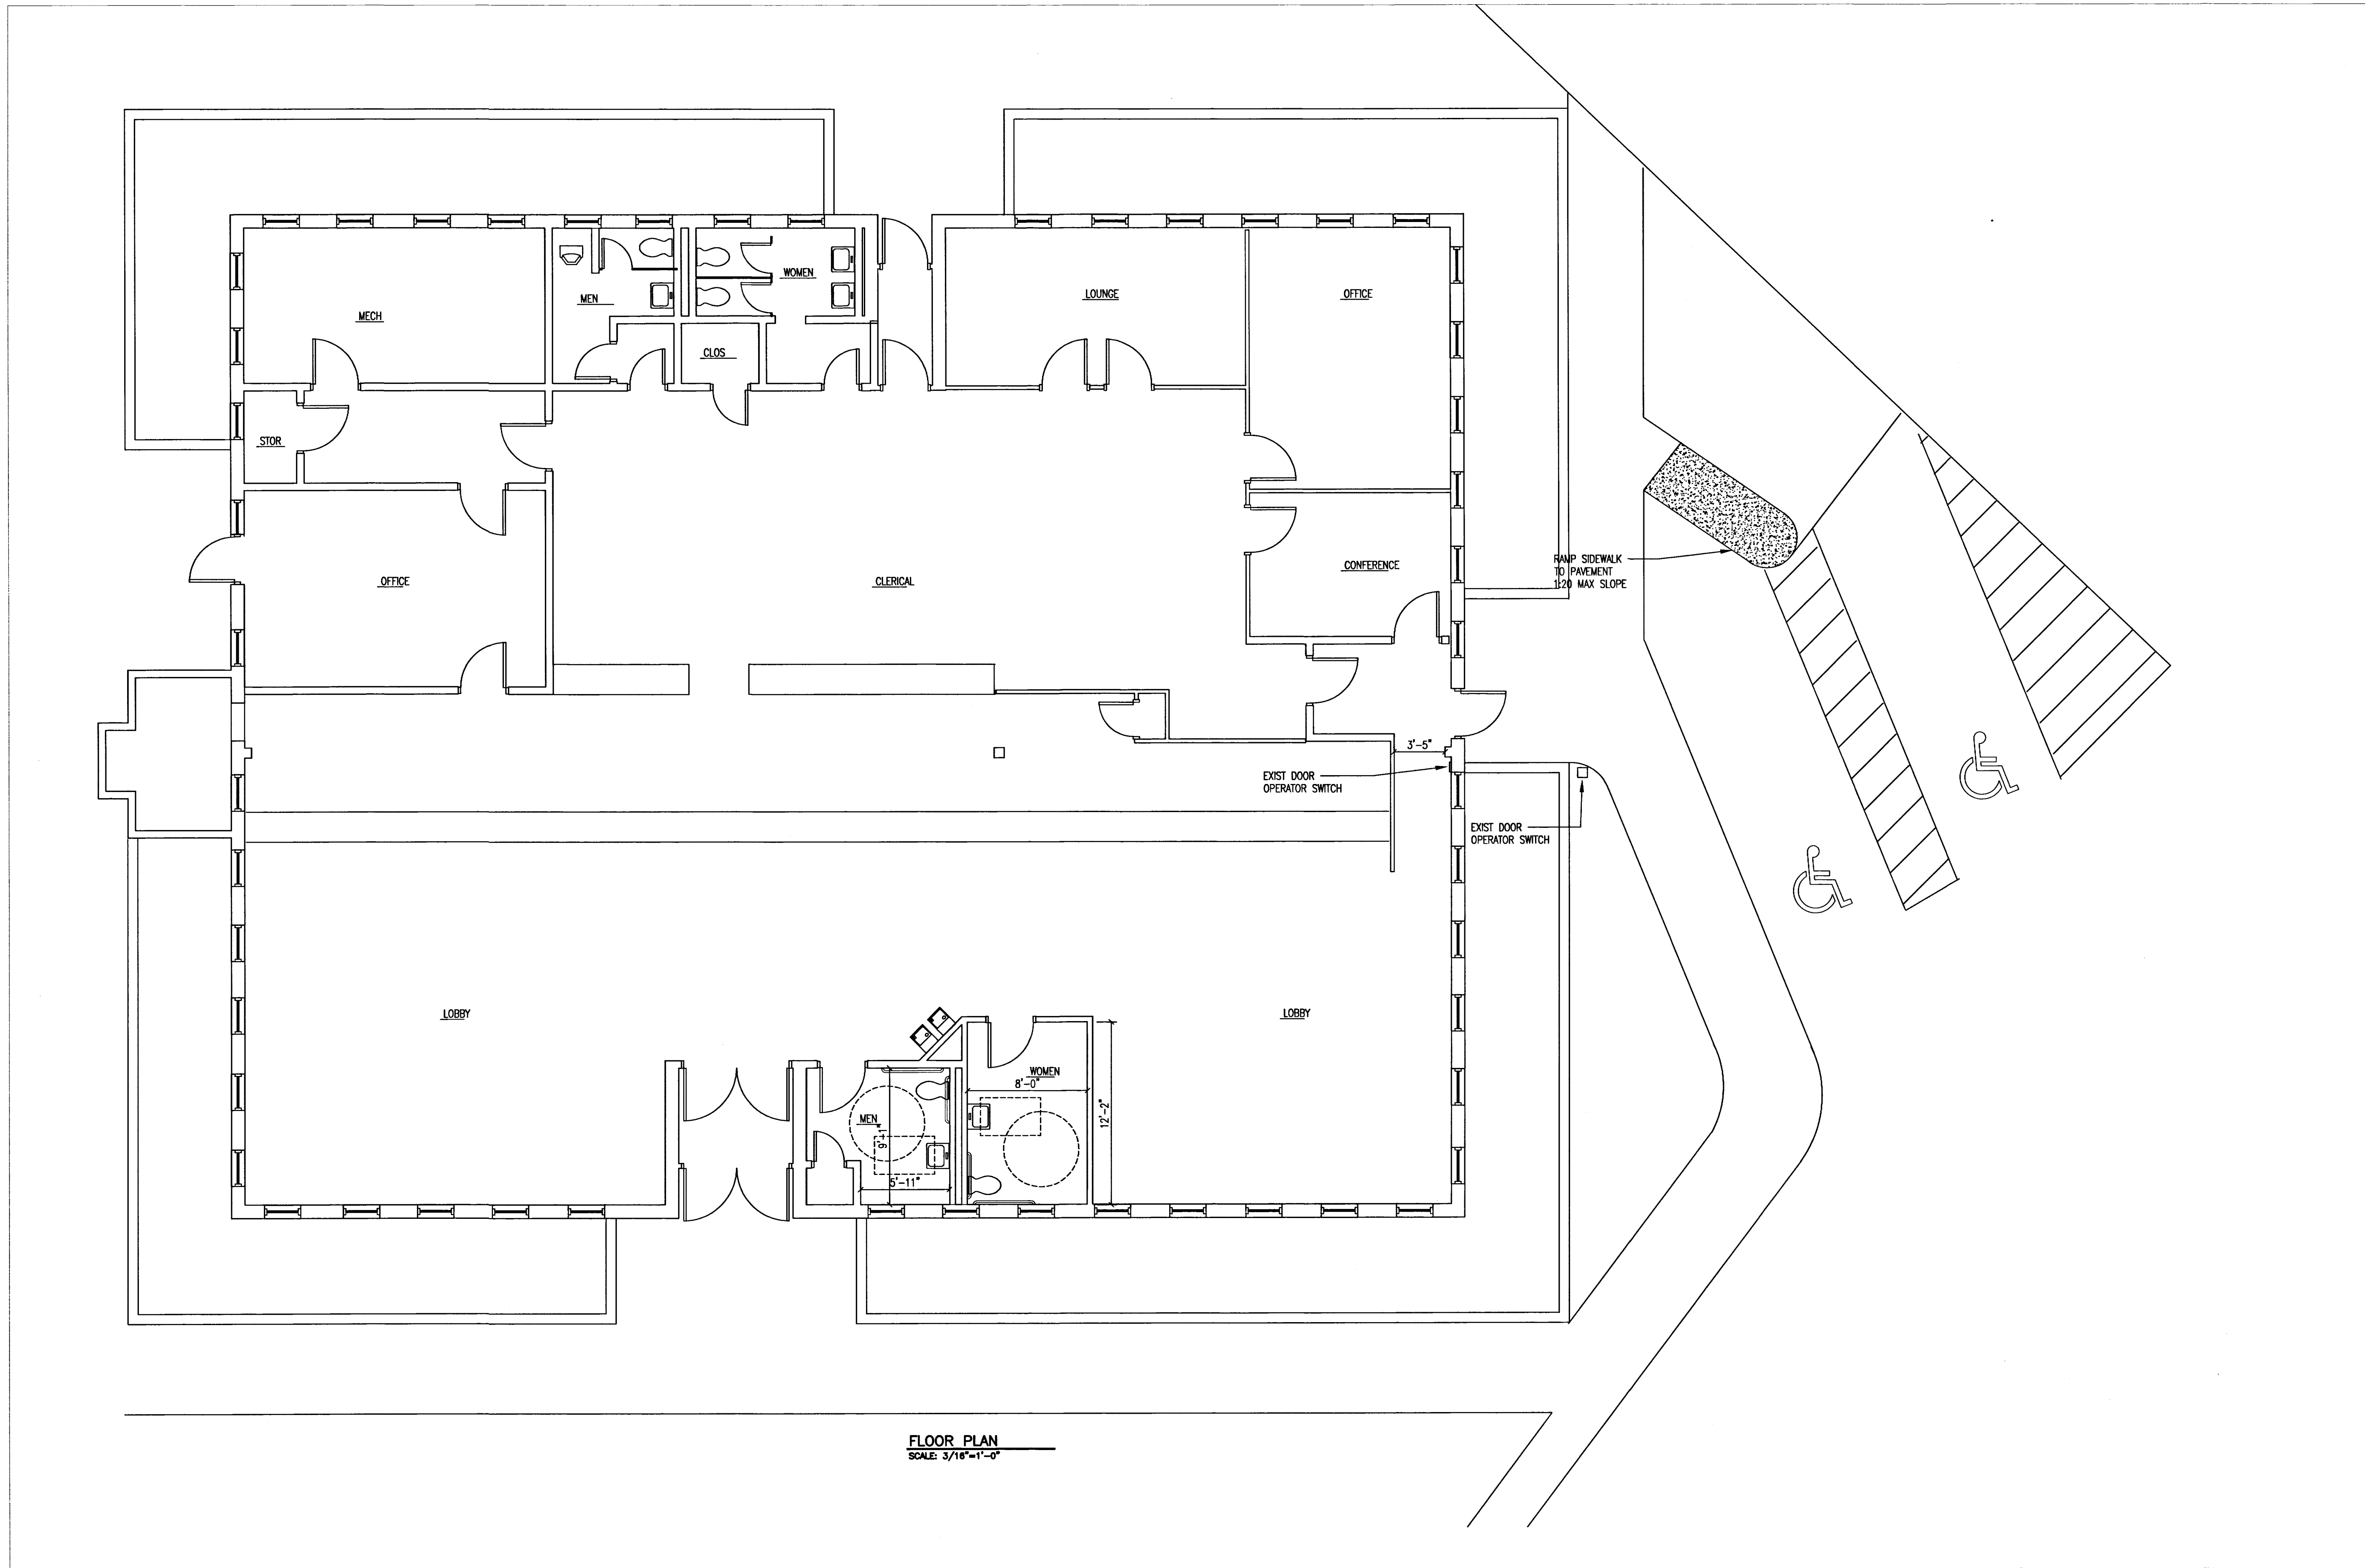 WOMEN
MEN
LOUNGE
OFFICE
MECH
CLOS
STOR
RAMP SIDEWALK
TO PAVEMENT
1:20 MAX SLOPE
CONFERENCE
OFFICE
CLERICAL
3'-5"
EXIST DOOR
OPERATOR SWITCH
EXIST DOOR
OPERATOR SWITCH
LOBBY
LOBBY
WOMEN
8'-0"
12'-2"
MEN
9'-1"
5'-11"
FLOOR PLAN
SCALE: 3/16"=1'-0"